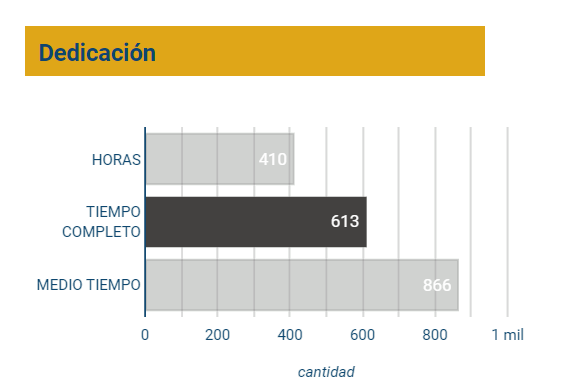 Dedicación
HORAS
410
TIEMPO
COMPLETO
613
MEDIO TIEMPO
866
0
200
400
600
800
1 mil
cantidad